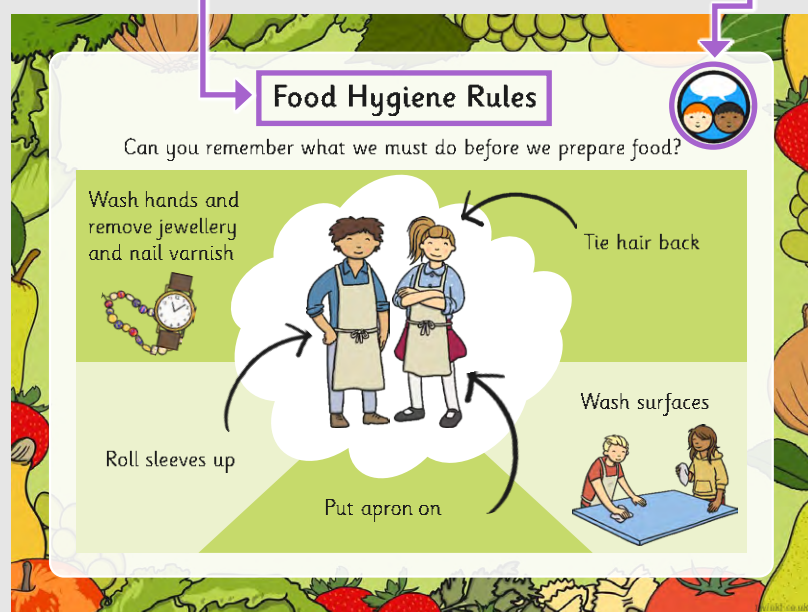 Food Hygiene Rules
Can you remember what we must do before we prepare food?
Wash hands and
remove jewellery
and nail varnish
Tie hair back
Roll sleeves up
Put apron on
Wash surfaces